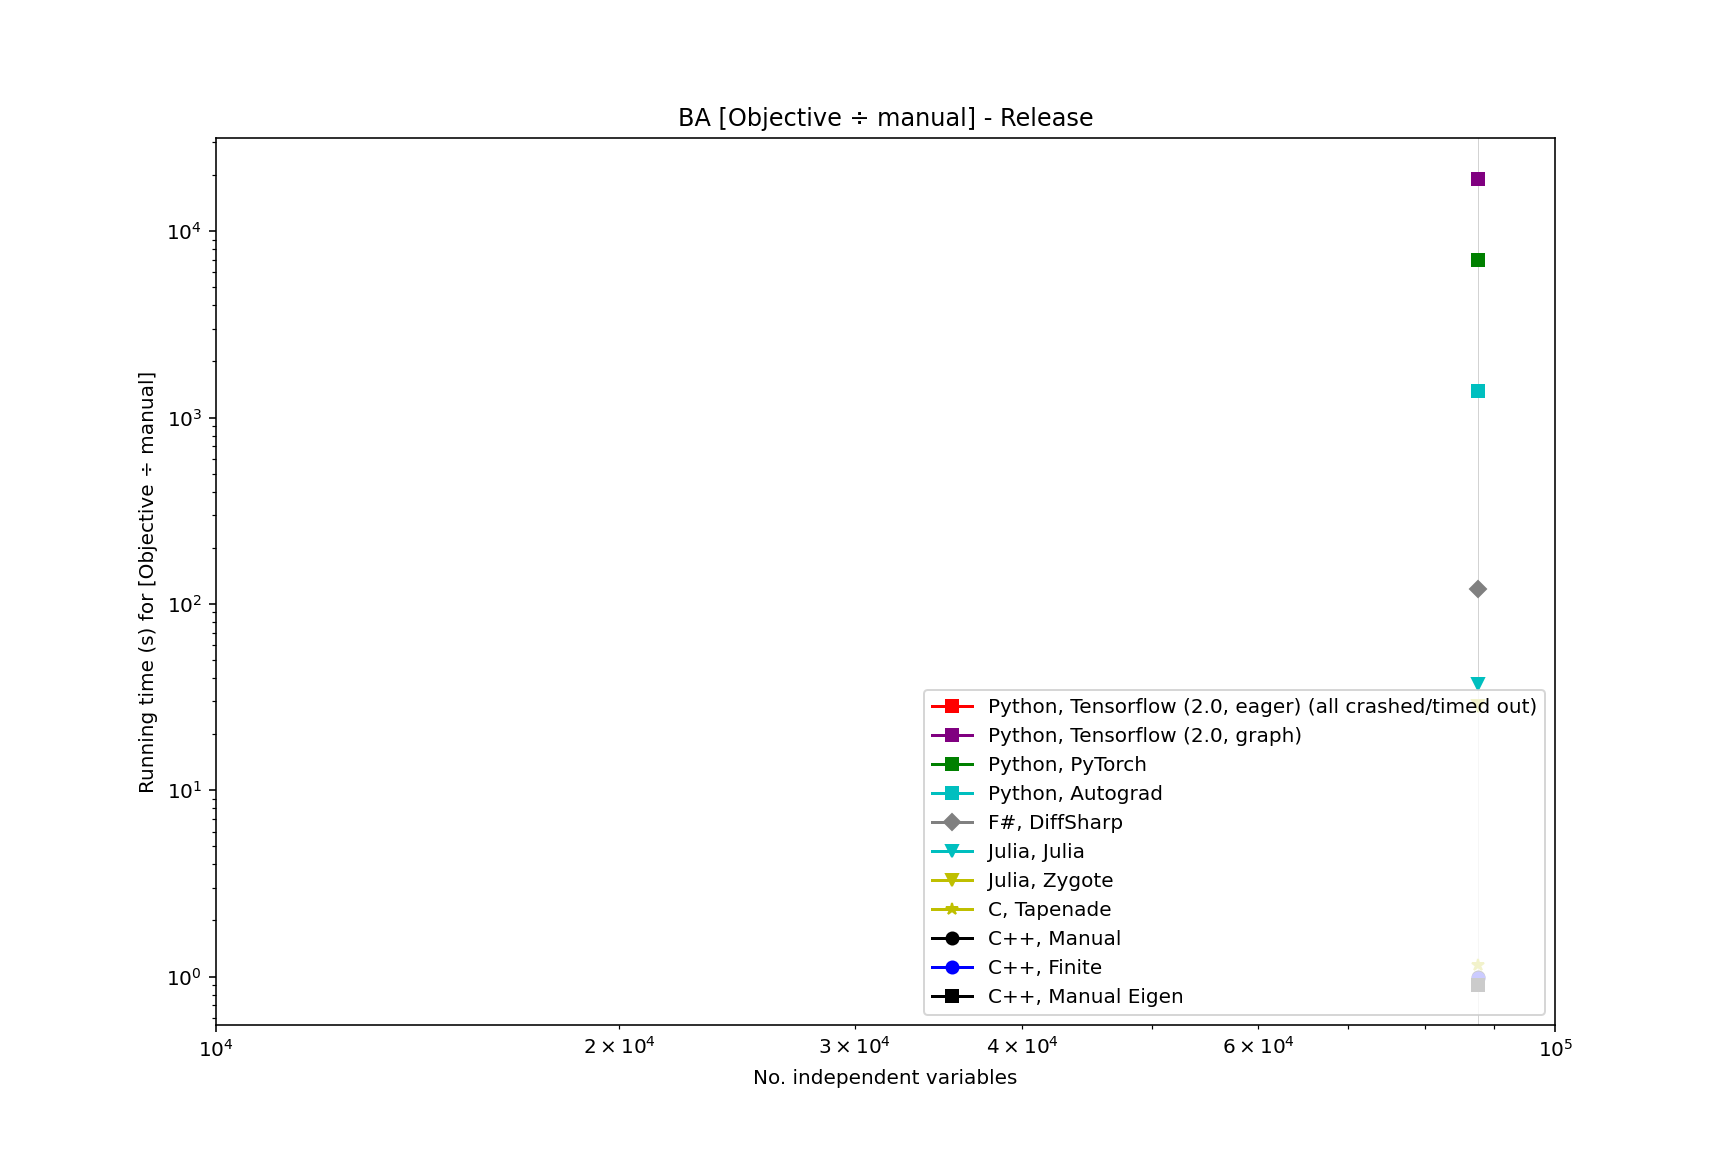 BA [Objective ÷ manual] - Release
Running time (s) for [Objective ÷ manual]
10⁴
10³
10²
10¹
10⁰
Python, Tensorflow (2.0, eager) (all crashed/timed out)
Python, Tensorflow (2.0, graph)
Python, PyTorch
Python, Autograd
F#, DiffSharp
Julia, Julia
Julia, Zygote
C, Tapenade
C++, Manual
C++, Finite
C++, Manual Eigen
10⁴ 2 × 10⁴ 3 × 10⁴ 4 × 10⁴ 6 × 10⁴ 10⁵
No. independent variables